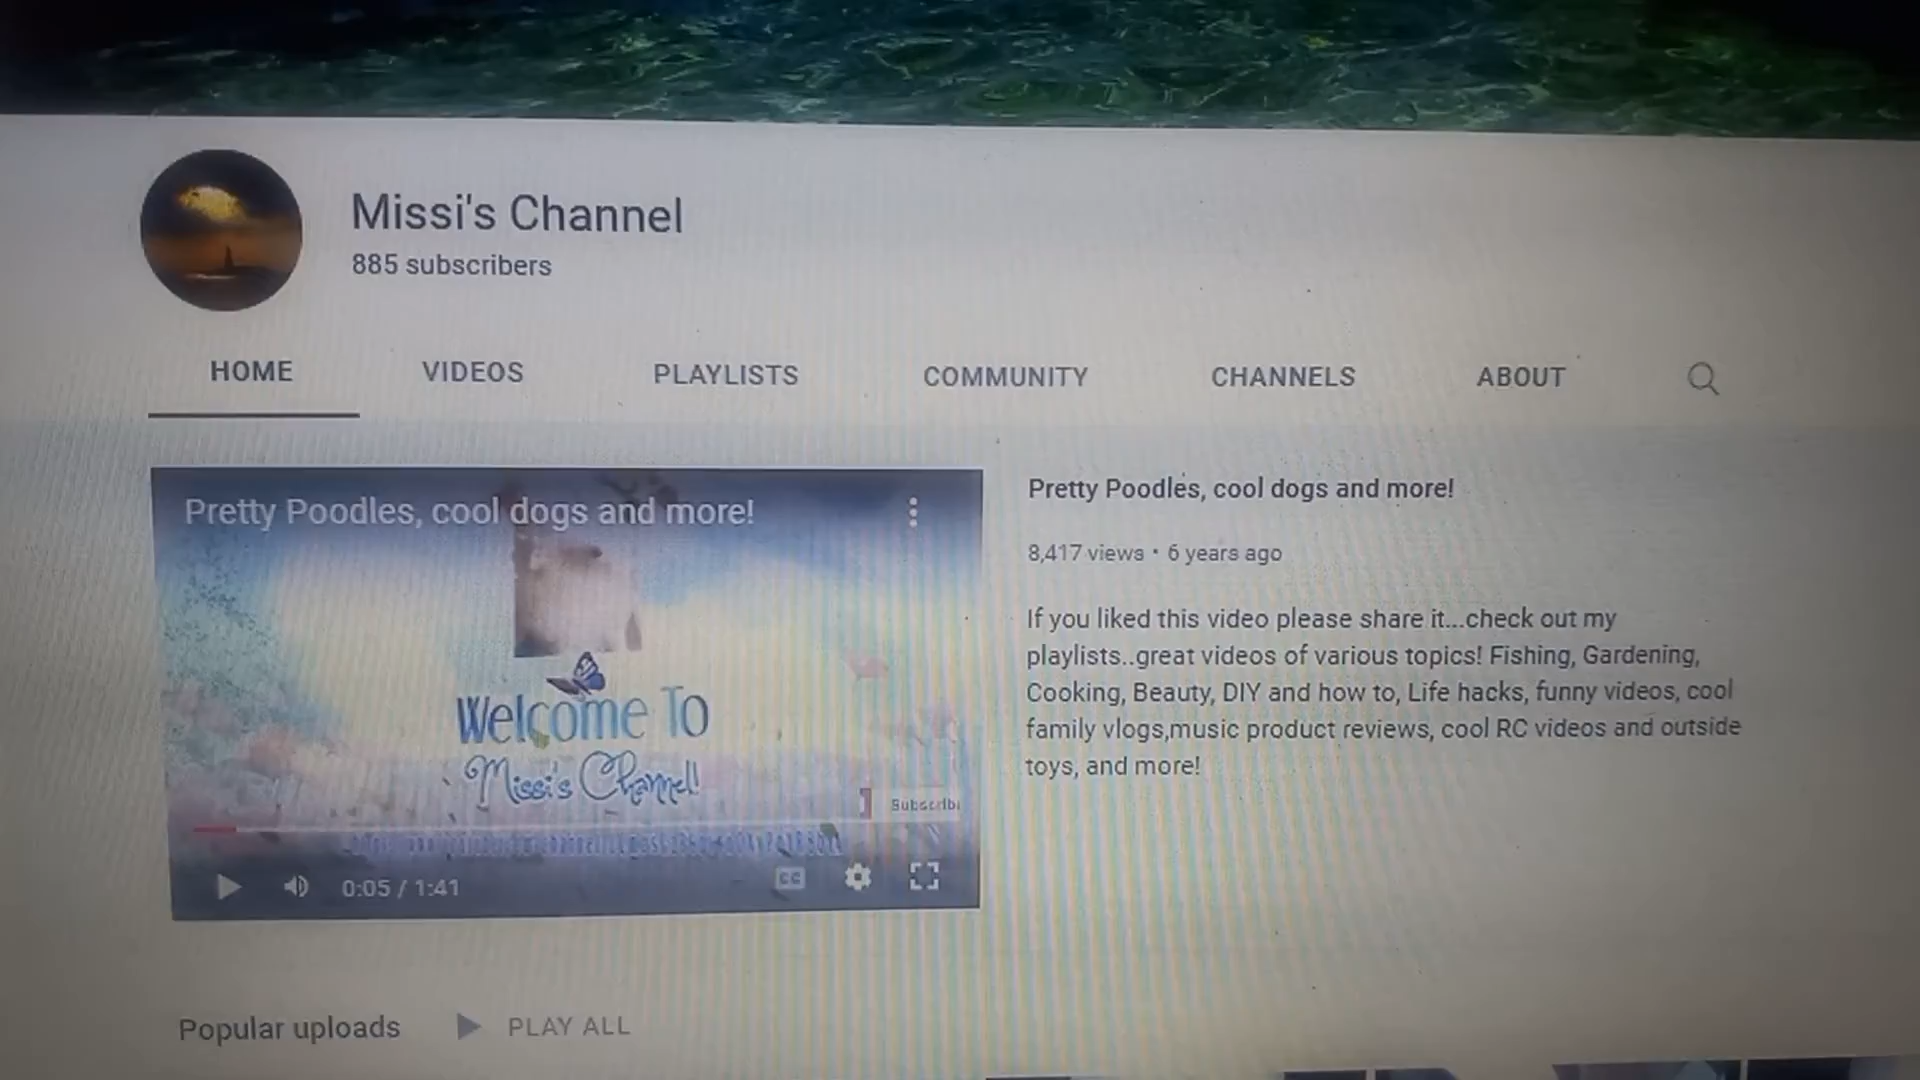 Missi's Channel
885 subscribers
HOME VIDEOS PLAYLISTS COMMUNITY CHANNELS ABOUT
Pretty Poodles, cool dogs and more!
Welcome To
Missi's Channel!
Subscrib
0:05 / 1:41
CC
Pretty Poodles, cool dogs and more!
8,417 views • 6 years ago
If you liked this video please share it...check out my
playlists..great videos of various topics! Fishing, Gardening,
Cooking, Beauty, DIY and how to, Life hacks, funny videos, cool
family vlogs,music product reviews, cool RC videos and outside
toys, and more!
Popular uploads PLAY ALL